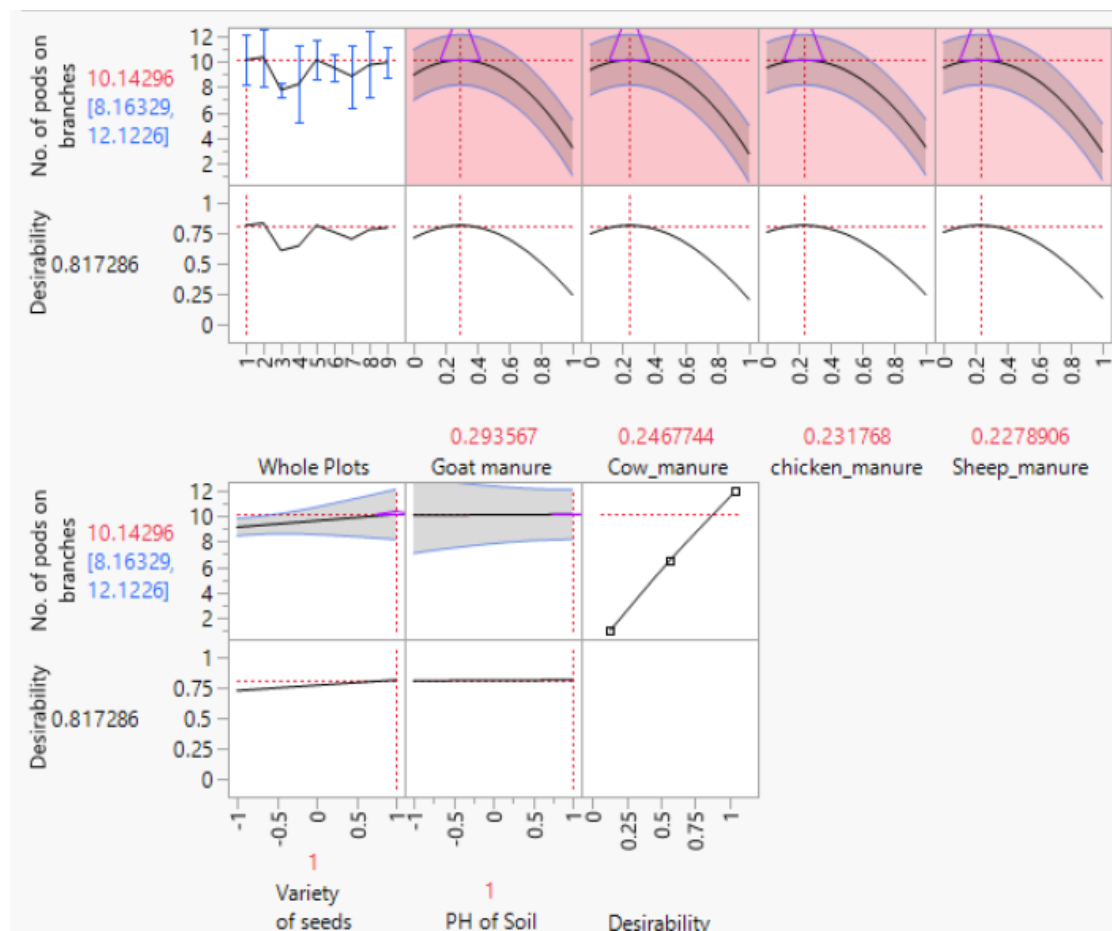 No. of pods on
branches
10.14296
[8.16329,
12.1226]
12
10
8
6
4
2
Desirability
0.817286
1
0.75
0.5
0.25
0
1 2 3 4 5 6 7 8 9
0 0.2 0.4 0.6 0.8 1
0 0.2 0.4 0.6 0.8 1
0 0.2 0.4 0.6 0.8 1
0 0.2 0.4 0.6 0.8 1
0.293567 0.2467744 0.231768 0.2278906
Whole Plots Goat manure Cow_manure chicken_manure Sheep_manure
No. of pods on
branches
10.14296
[8.16329,
12.1226]
12
10
8
6
4
2
Desirability
0.817286
1
0.75
0.5
0.25
0
-1 -0.5 0 0.5 1
-1 -0.5 0 0.5 1
0 0.25 0.5 0.75 1
1
Variety
of seeds
1
PH of Soil
Desirability